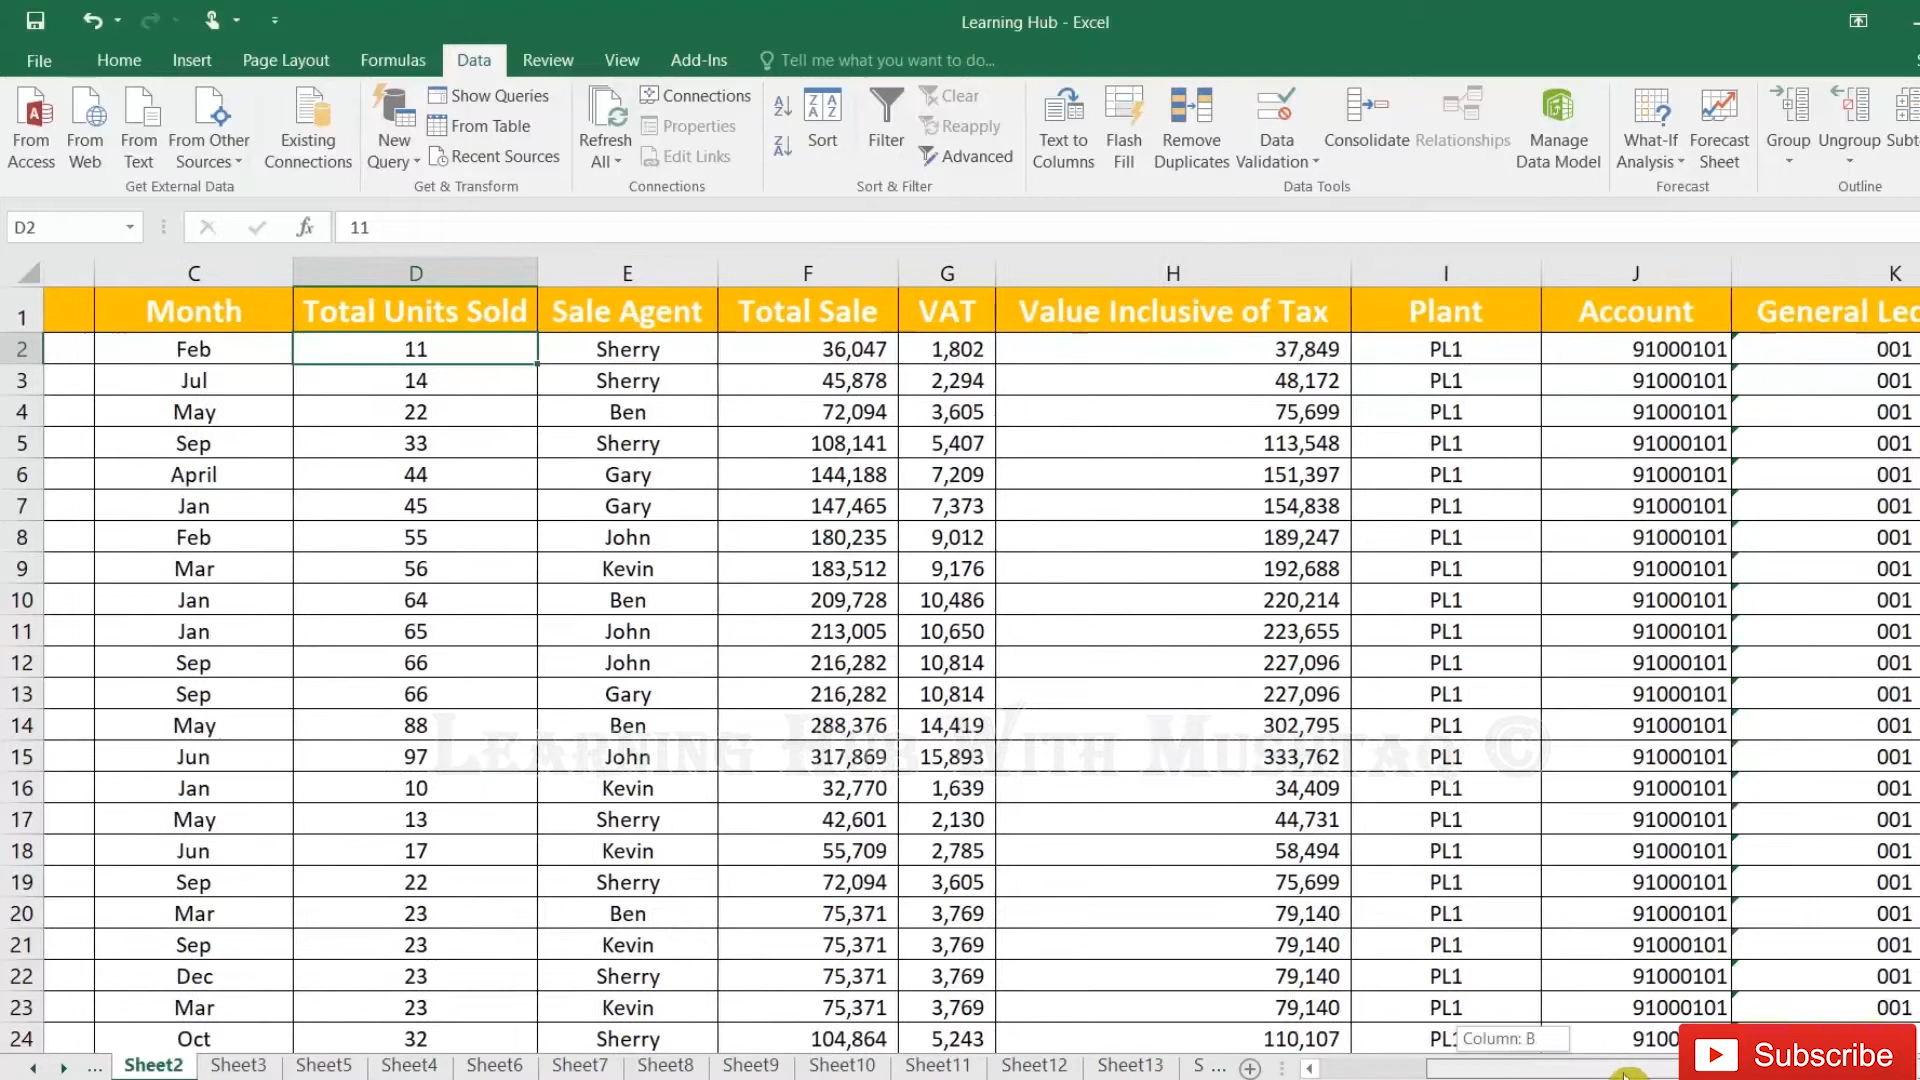 Learning Hub - Excel
File Home Insert Page Layout Formulas Data Review View Add-Ins Tell me what you want to do...
From Access From Web From Text From Other Sources Existing Connections New Query Show Queries From Table Recent Sources Refresh All Connections Properties Edit Links Sort Filter Clear Reapply Advanced Text to Columns Flash Fill Remove Duplicates Data Validation Consolidate Relationships Manage Data Model What-If Analysis Forecast Sheet Group Ungroup Subt
Get External Data Get & Transform Connections Sort & Filter Data Tools Forecast Outline
D2 fx 11
C D E F G H I J K
1 Month Total Units Sold Sale Agent Total Sale VAT Value Inclusive of Tax Plant Account General Led
2 Feb 11 Sherry 36,047 1,802 37,849 PL1 91000101 001
3 Jul 14 Sherry 45,878 2,294 48,172 PL1 91000101 001
4 May 22 Ben 72,094 3,605 75,699 PL1 91000101 001
5 Sep 33 Sherry 108,141 5,407 113,548 PL1 91000101 001
6 April 44 Gary 144,188 7,209 151,397 PL1 91000101 001
7 Jan 45 Gary 147,465 7,373 154,838 PL1 91000101 001
8 Feb 55 John 180,235 9,012 189,247 PL1 91000101 001
9 Mar 56 Kevin 183,512 9,176 192,688 PL1 91000101 001
10 Jan 64 Ben 209,728 10,486 220,214 PL1 91000101 001
11 Jan 65 John 213,005 10,650 223,655 PL1 91000101 001
12 Sep 66 John 216,282 10,814 227,096 PL1 91000101 001
13 Sep 66 Gary 216,282 10,814 227,096 PL1 91000101 001
14 May 88 Ben 288,376 14,419 302,795 PL1 91000101 001
Learning Hub With Mushtaq ©
15 Jun 97 John 317,869 15,893 333,762 PL1 91000101 001
16 Jan 10 Kevin 32,770 1,639 34,409 PL1 91000101 001
17 May 13 Sherry 42,601 2,130 44,731 PL1 91000101 001
18 Jun 17 Kevin 55,709 2,785 58,494 PL1 91000101 001
19 Sep 22 Sherry 72,094 3,605 75,699 PL1 91000101 001
20 Mar 23 Ben 75,371 3,769 79,140 PL1 91000101 001
21 Sep 23 Kevin 75,371 3,769 79,140 PL1 91000101 001
22 Dec 23 Sherry 75,371 3,769 79,140 PL1 91000101 001
23 Mar 23 Kevin 75,371 3,769 79,140 PL1 91000101 001
24 Oct 32 Sherry 104,864 5,243 110,107 PL1 9100
Column: B
... Sheet2 Sheet3 Sheet5 Sheet4 Sheet6 Sheet7 Sheet8 Sheet9 Sheet10 Sheet11 Sheet12 Sheet13 S ...
Subscribe